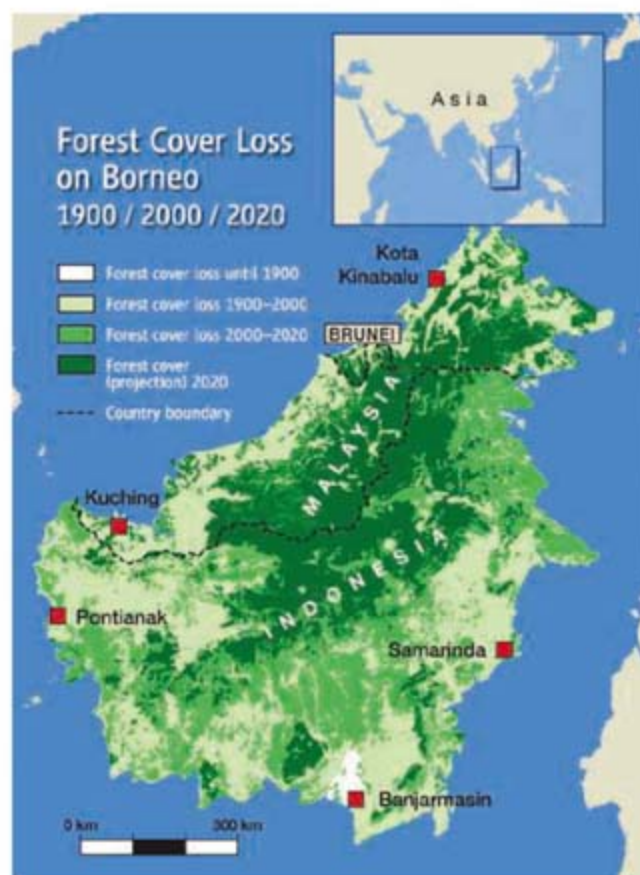 Forest Cover Loss
on Borneo
1900 / 2000 / 2020
Forest cover loss until 1900
Forest cover loss 1900–2000
Forest cover loss 2000–2020
Forest cover
(projection) 2020
Country boundary
Asia
Kota
Kinabalu
BRUNEI
MALAYSIA
Kuching
INDONESIA
Pontianak
Samarinda
Banjarmasin
0 km
300 km